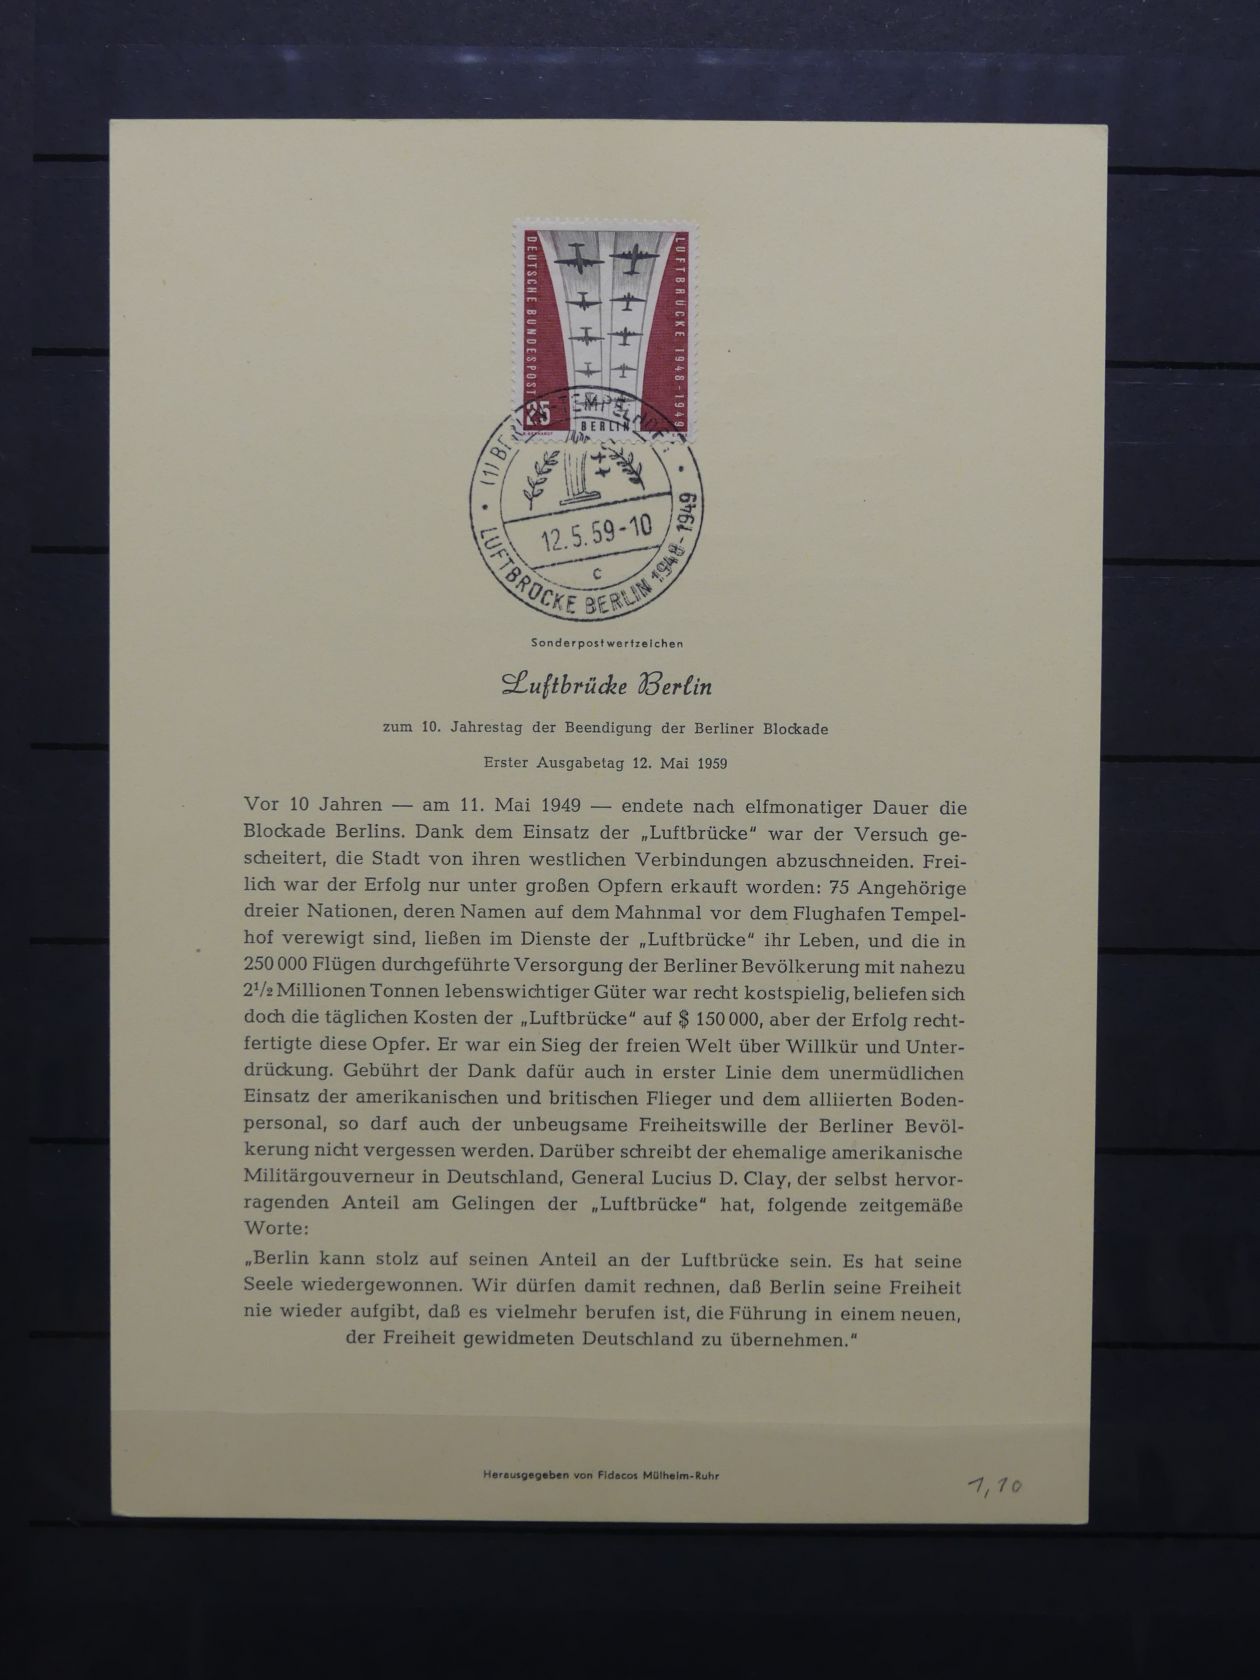 DEUTSCHE BUNDESPOST
LUFTBRÜCKE 1948-1949
25
BERLIN
(1) BERLIN-TEMPELHOF 1
12.5.59-10
c
LUFTBRÜCKE BERLIN 1948-1949
Sonderpostwertzeichen
Luftbrücke Berlin
zum 10. Jahrestag der Beendigung der Berliner Blockade
Erster Ausgabetag 12. Mai 1959
Vor 10 Jahren — am 11. Mai 1949 — endete nach elfmonatiger Dauer die
Blockade Berlins. Dank dem Einsatz der „Luftbrücke“ war der Versuch ge-
scheitert, die Stadt von ihren westlichen Verbindungen abzuschneiden. Frei-
lich war der Erfolg nur unter großen Opfern erkauft worden: 75 Angehörige
dreier Nationen, deren Namen auf dem Mahnmal vor dem Flughafen Tempel-
hof verewigt sind, ließen im Dienste der „Luftbrücke“ ihr Leben, und die in
250 000 Flügen durchgeführte Versorgung der Berliner Bevölkerung mit nahezu
2½ Millionen Tonnen lebenswichtiger Güter war recht kostspielig, beliefen sich
doch die täglichen Kosten der „Luftbrücke“ auf $ 150 000, aber der Erfolg recht-
fertigte diese Opfer. Er war ein Sieg der freien Welt über Willkür und Unter-
drückung. Gebührt der Dank dafür auch in erster Linie dem unermüdlichen
Einsatz der amerikanischen und britischen Flieger und dem alliierten Boden-
personal, so darf auch der unbeugsame Freiheitswille der Berliner Bevöl-
kerung nicht vergessen werden. Darüber schreibt der ehemalige amerikanische
Militärgouverneur in Deutschland, General Lucius D. Clay, der selbst hervor-
ragenden Anteil am Gelingen der „Luftbrücke“ hat, folgende zeitgemäße
Worte:
„Berlin kann stolz auf seinen Anteil an der Luftbrücke sein. Es hat seine
Seele wiedergewonnen. Wir dürfen damit rechnen, daß Berlin seine Freiheit
nie wieder aufgibt, daß es vielmehr berufen ist, die Führung in einem neuen,
der Freiheit gewidmeten Deutschland zu übernehmen.“
Herausgegeben von Fidacos Mülheim-Ruhr
1,10